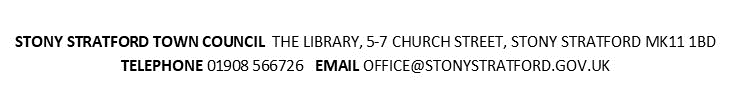 STONY STRATFORD TOWN COUNCIL THE LIBRARY, 5-7 CHURCH STREET, STONY STRATFORD MK11 1BD
TELEPHONE 01908 566726 EMAIL OFFICE@STONYSTRATFORD.GOV.UK